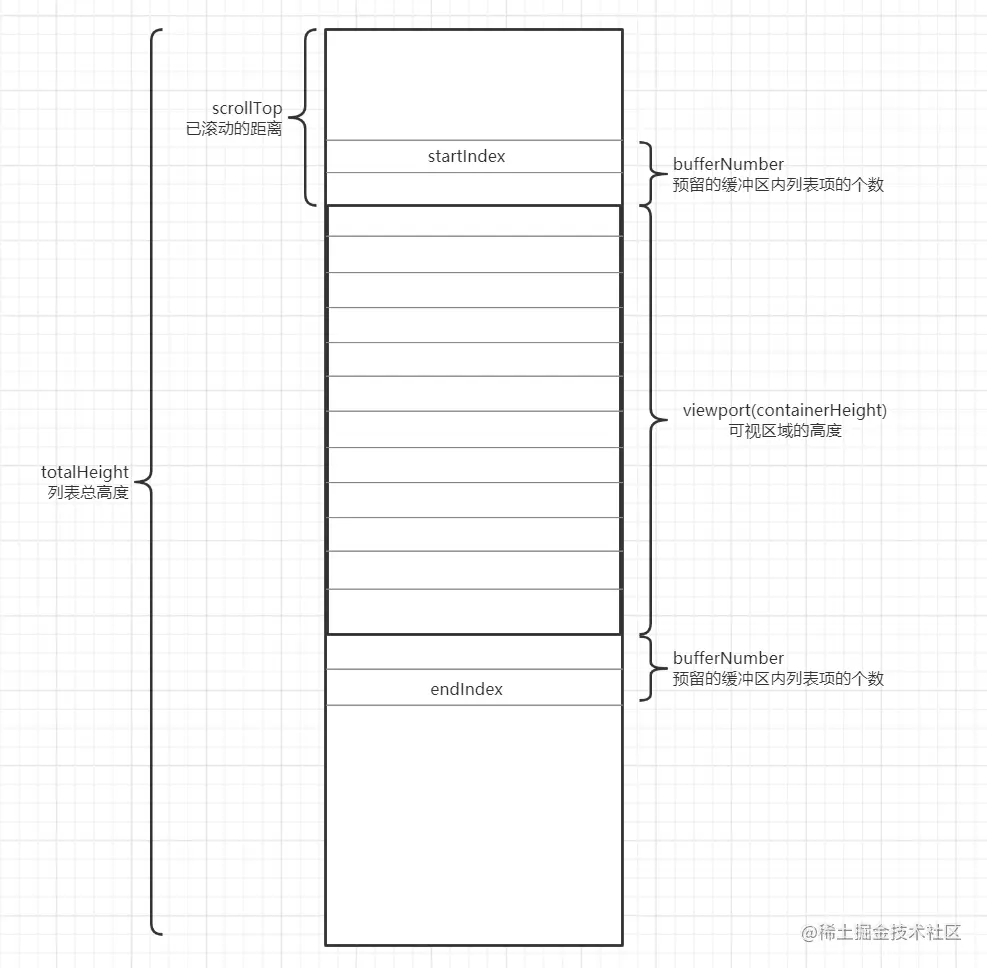 scrollTop
已滚动的距离
startIndex
bufferNumber
预留的缓冲区内列表项的个数
viewport(containerHeight)
可视区域的高度
totalHeight
列表总高度
bufferNumber
预留的缓冲区内列表项的个数
endIndex
@稀土掘金技术社区